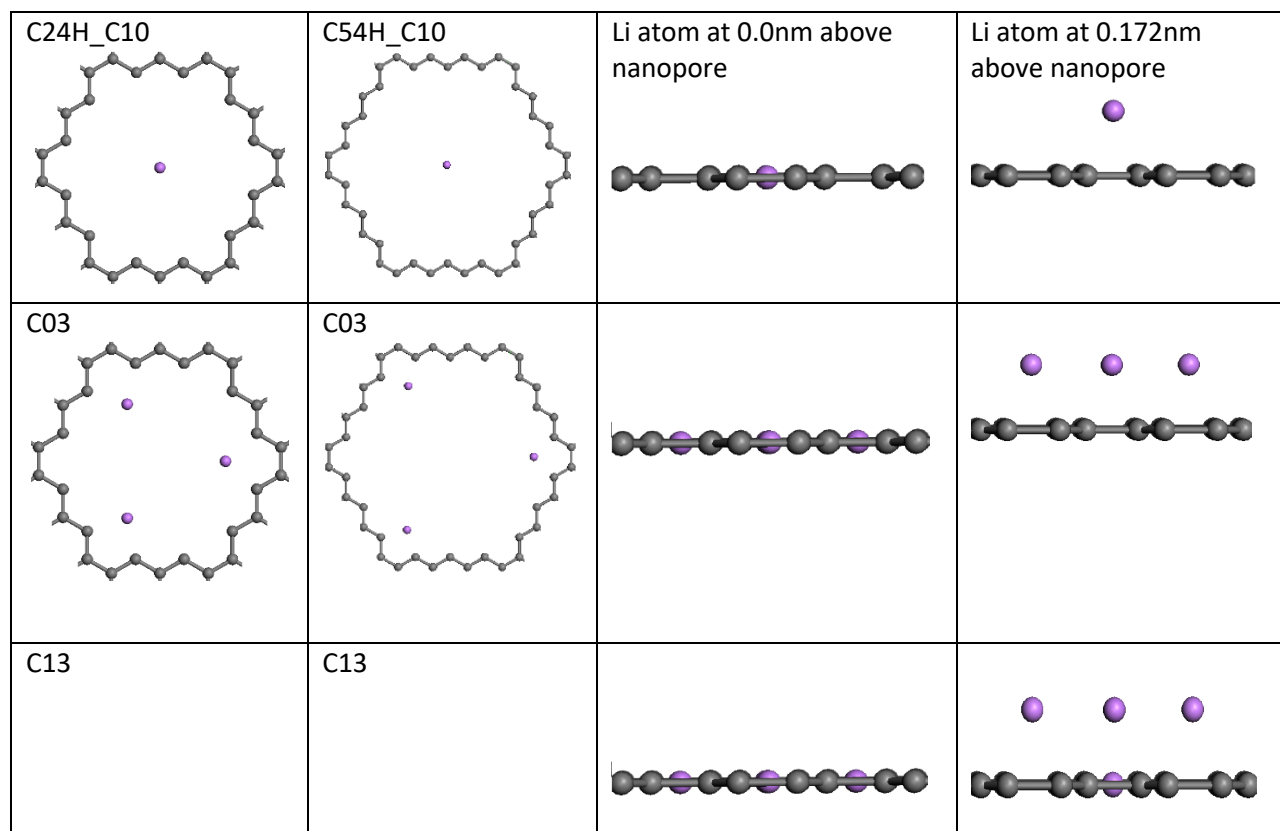 C24H_C10
C54H_C10
Li atom at 0.0nm above
nanopore
Li atom at 0.172nm
above nanopore
C03
C03
C13
C13